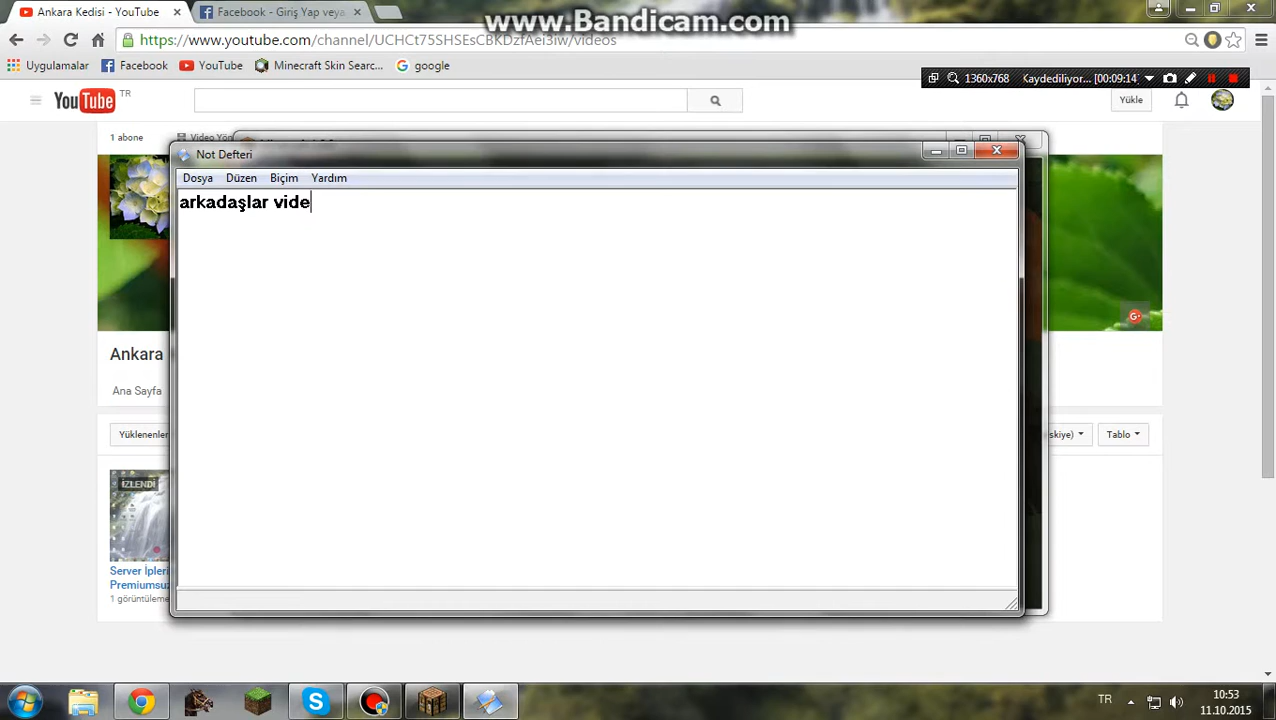 www.Bandicam.com
Ankara Kedisi - YouTube
Facebook - Giriş Yap veya
https://www.youtube.com/channel/UCHCt75SHSEsCBKDzfAei3iw/videos
Uygulamalar
Facebook
YouTube
Minecraft Skin Searc...
google
1360x768
Kaydediliyor...
[00:09:14]
YouTube TR
Yükle
1 abone
Video Yön
Not Defteri
Dosya Düzen Biçim Yardım
arkadaşlar vide
Ankara
Ana Sayfa
Yüklenenler
skiye)
Tablo
İZLENDİ
Server İpleri
Premiumsuz
1 görüntüleme
TR
10:53
11.10.2015